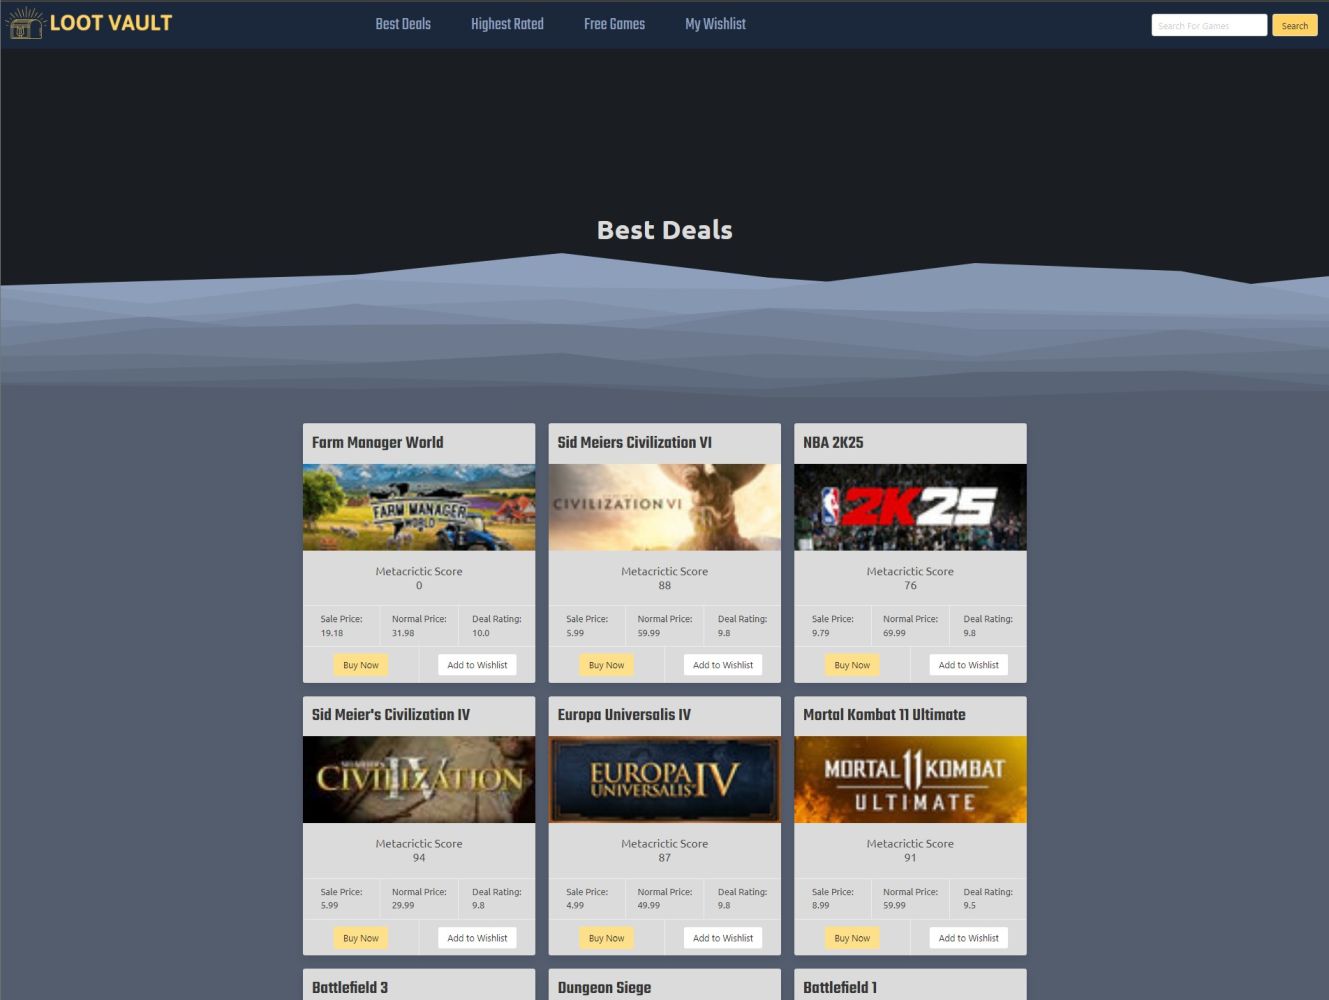 LOOT VAULT
Best Deals Highest Rated Free Games My Wishlist
Search For Games Search
Best Deals
Farm Manager World
FARM MANAGER
WORLD
Metacrictic Score
0
Sale Price: Normal Price: Deal Rating:
19.18 31.98 10.0
Buy Now Add to Wishlist
Sid Meiers Civilization VI
CIVILIZATION VI
Metacrictic Score
88
Sale Price: Normal Price: Deal Rating:
5.99 59.99 9.8
Buy Now Add to Wishlist
NBA 2K25
NBA 2K25
Metacrictic Score
76
Sale Price: Normal Price: Deal Rating:
9.79 69.99 9.8
Buy Now Add to Wishlist
Sid Meier's Civilization IV
SID MEIER'S
CIVILIZATION
IV
Metacrictic Score
94
Sale Price: Normal Price: Deal Rating:
5.99 29.99 9.8
Buy Now Add to Wishlist
Europa Universalis IV
EUROPA
UNIVERSALIS IV
Metacrictic Score
87
Sale Price: Normal Price: Deal Rating:
4.99 49.99 9.8
Buy Now Add to Wishlist
Mortal Kombat 11 Ultimate
MORTAL 11 KOMBAT
ULTIMATE
Metacrictic Score
91
Sale Price: Normal Price: Deal Rating:
8.99 59.99 9.5
Buy Now Add to Wishlist
Battlefield 3
Dungeon Siege
Battlefield 1